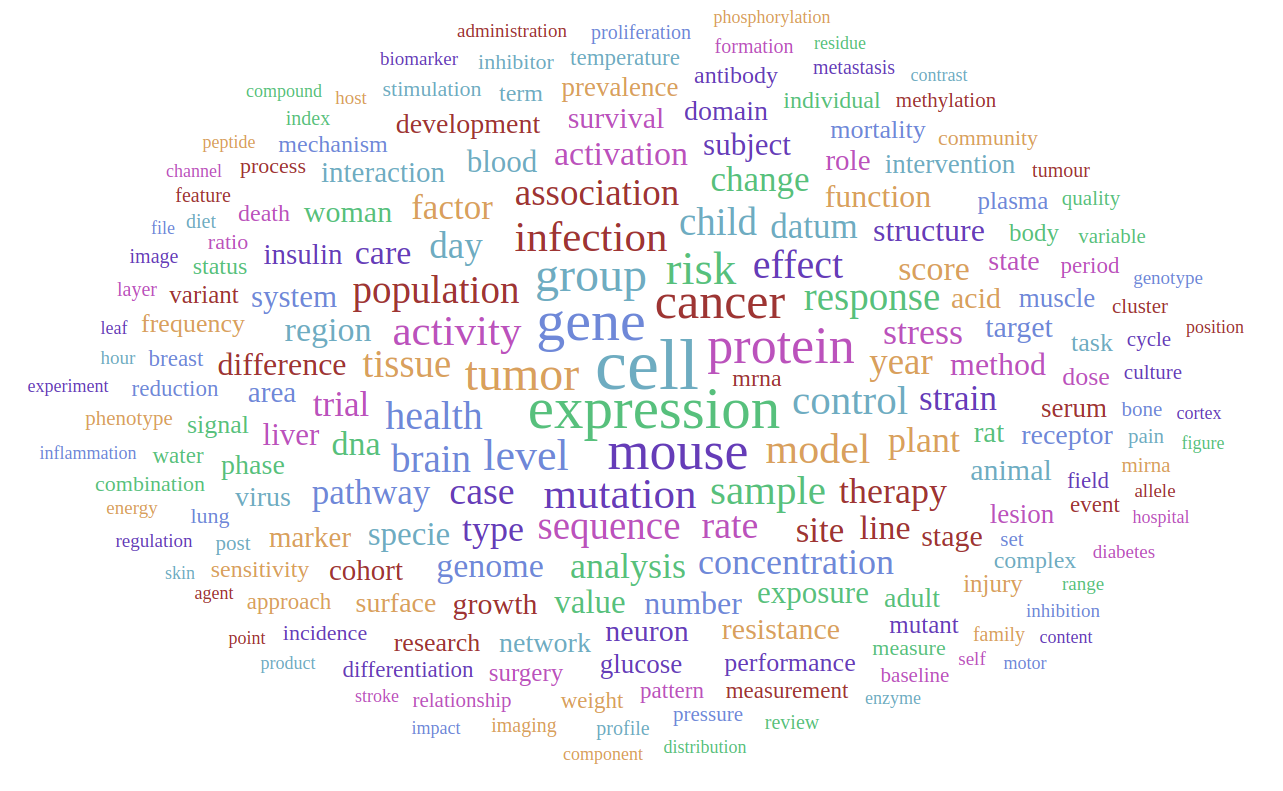 phosphorylation
administration proliferation
formation residue
biomarker inhibitor temperature
antibody metastasis contrast
compound host stimulation term prevalence individual methylation
index development survival domain mortality community
peptide mechanism blood activation subject role intervention tumour
channel process interaction change
feature association function plasma quality
file diet death woman factor child datum structure body variable
ratio insulin care day infection
image status group risk effect score state period genotype
layer variant system population cancer response acid muscle cluster
leaf frequency region activity gene protein stress target task cycle position
hour breast difference tissue tumor cell mrna year method dose culture
experiment reduction area trial health expression control strain serum bone cortex
phenotype signal liver dna brain level mouse model plant rat receptor pain figure
inflammation water phase animal field mirna
combination virus pathway case mutation sample therapy event allele
energy lung type sequence rate site line stage lesion set hospital
regulation post marker specie complex diabetes
skin sensitivity cohort genome analysis concentration injury range
agent approach surface growth value number exposure adult inhibition
point incidence research network neuron resistance mutant family content
product differentiation surgery glucose performance measure baseline self motor
stroke relationship weight pattern measurement enzyme
impact imaging profile pressure review
component distribution